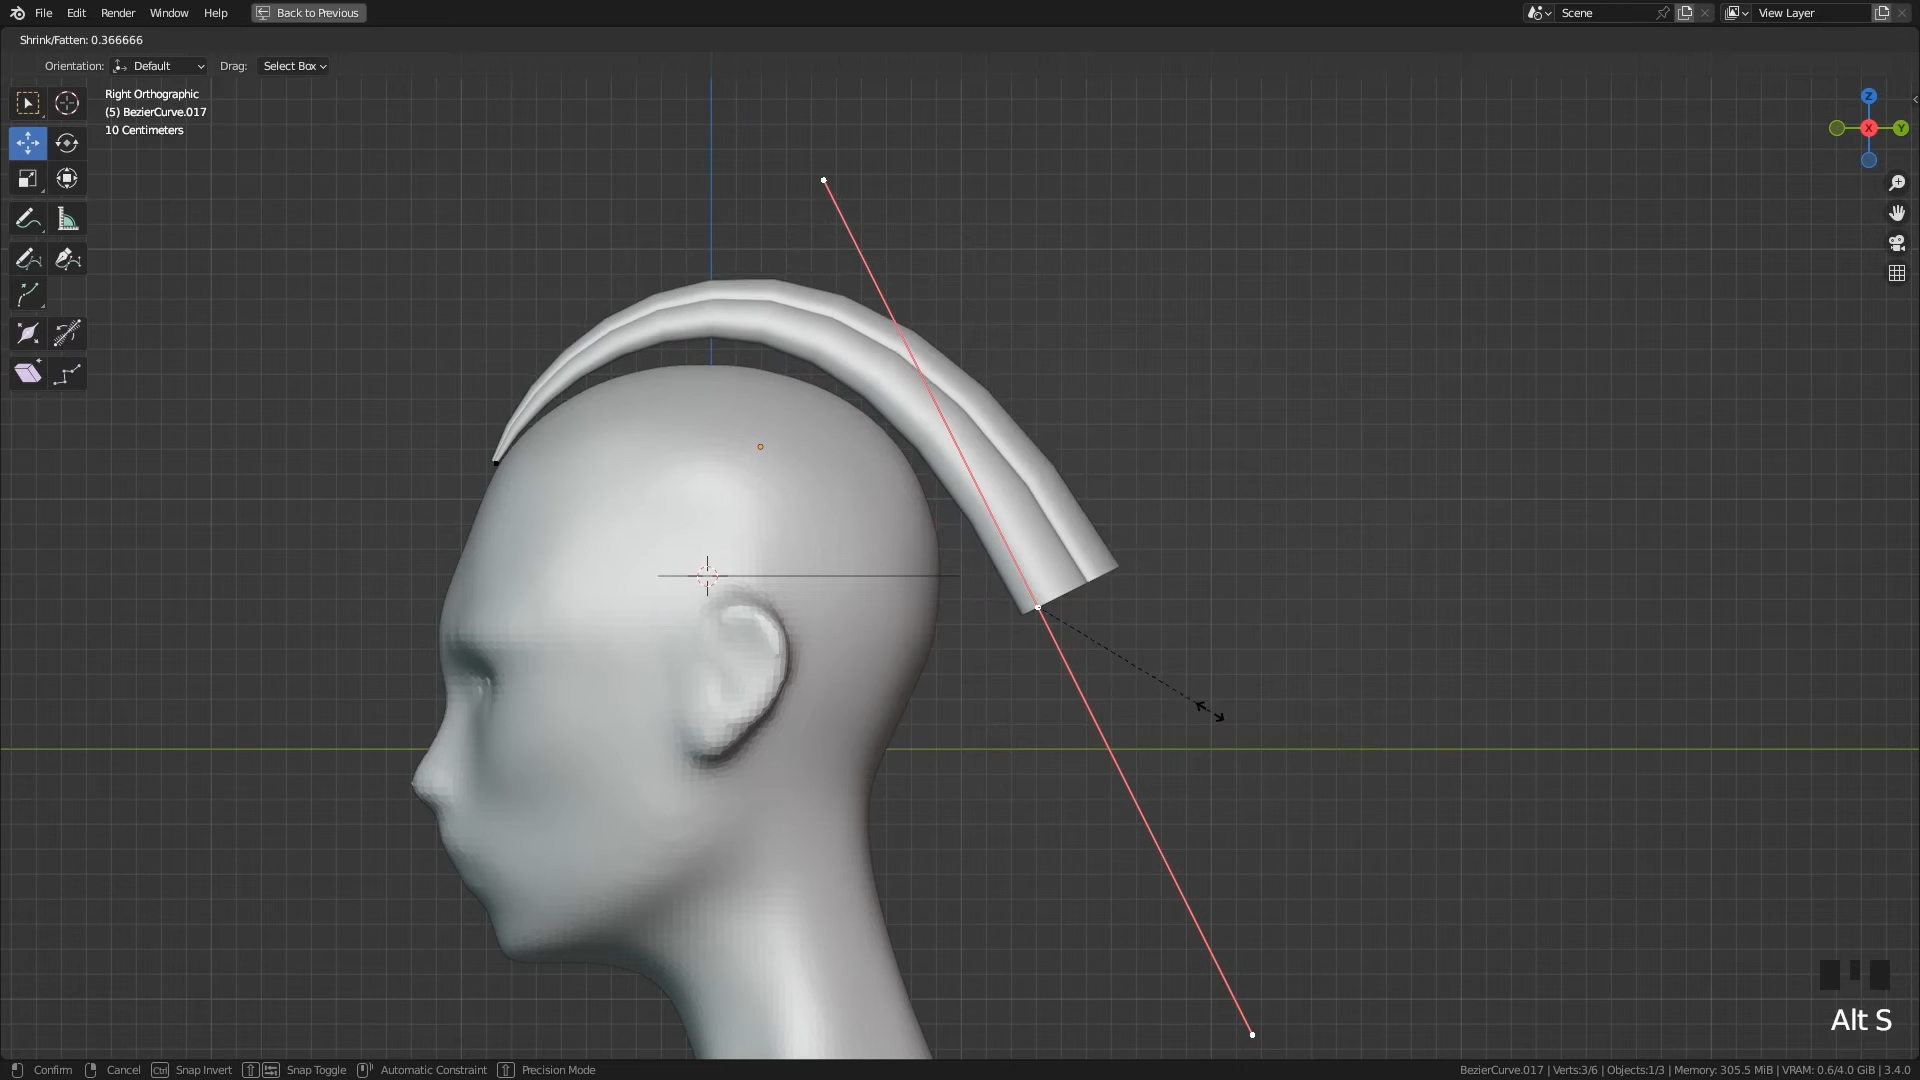 File Edit Render Window Help Back to Previous Scene View Layer
Shrink/Fatten: 0.366666
Orientation: Default Drag: Select Box
Right Orthographic
(5) BezierCurve.017
10 Centimeters
Z
X
Y
Alt S
Confirm Cancel Ctrl Snap Invert Snap Toggle Automatic Constraint Precision Mode BezierCurve.017 | Verts:3/6 | Objects:1/3 | Memory: 305.5 MiB | VRAM: 0.6/4.0 GiB | 3.4.0